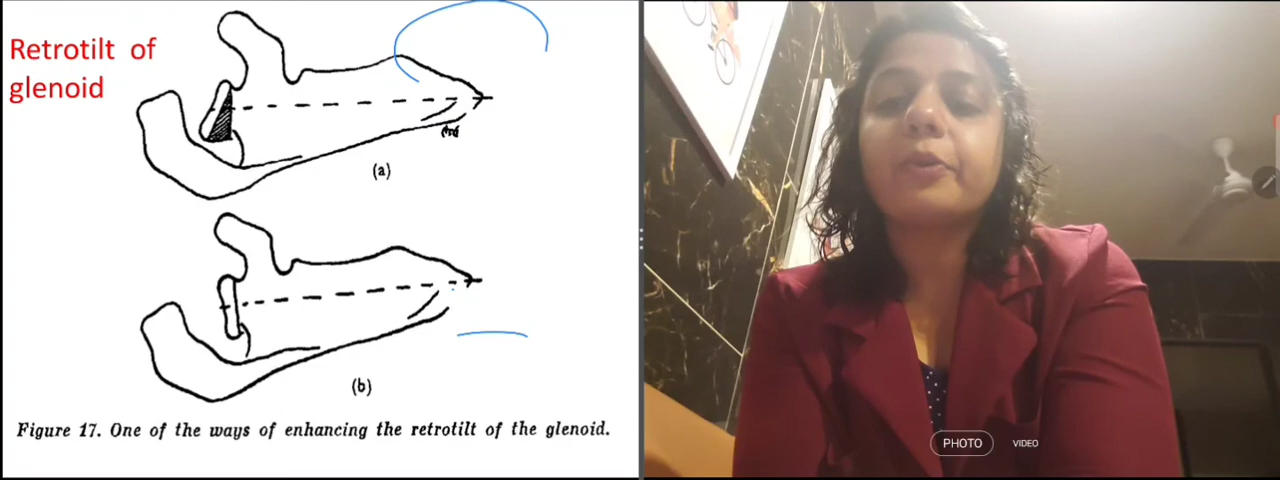 Retrotilt of
glenoid
(a)
(b)
Figure 17. One of the ways of enhancing the retrotilt of the glenoid.
PHOTO
VIDEO